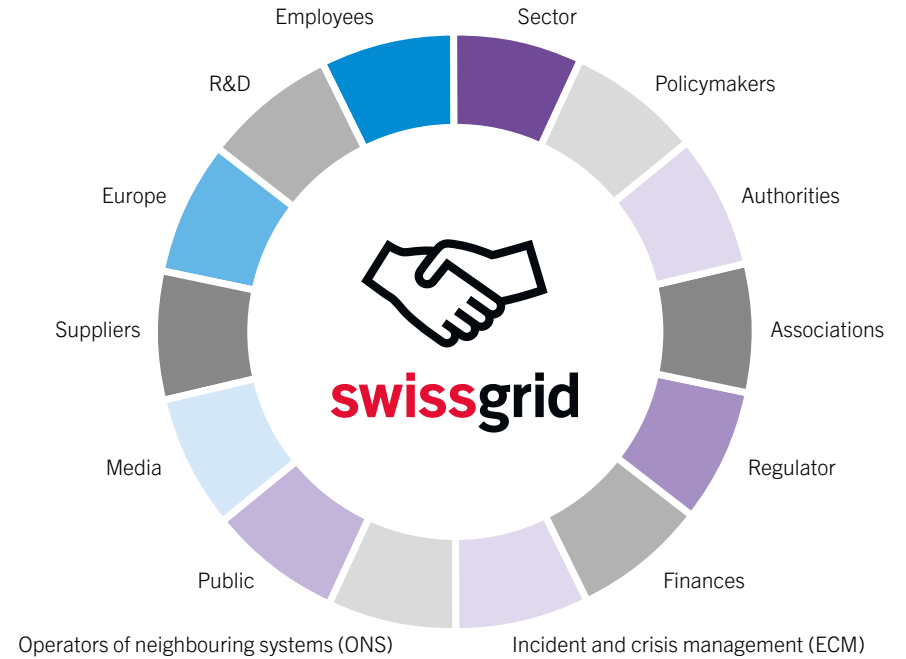 Employees
Sector
R&D
Policymakers
Europe
Authorities
Suppliers
Associations
swissgrid
Media
Regulator
Public
Finances
Operators of neighbouring systems (ONS)
Incident and crisis management (ECM)